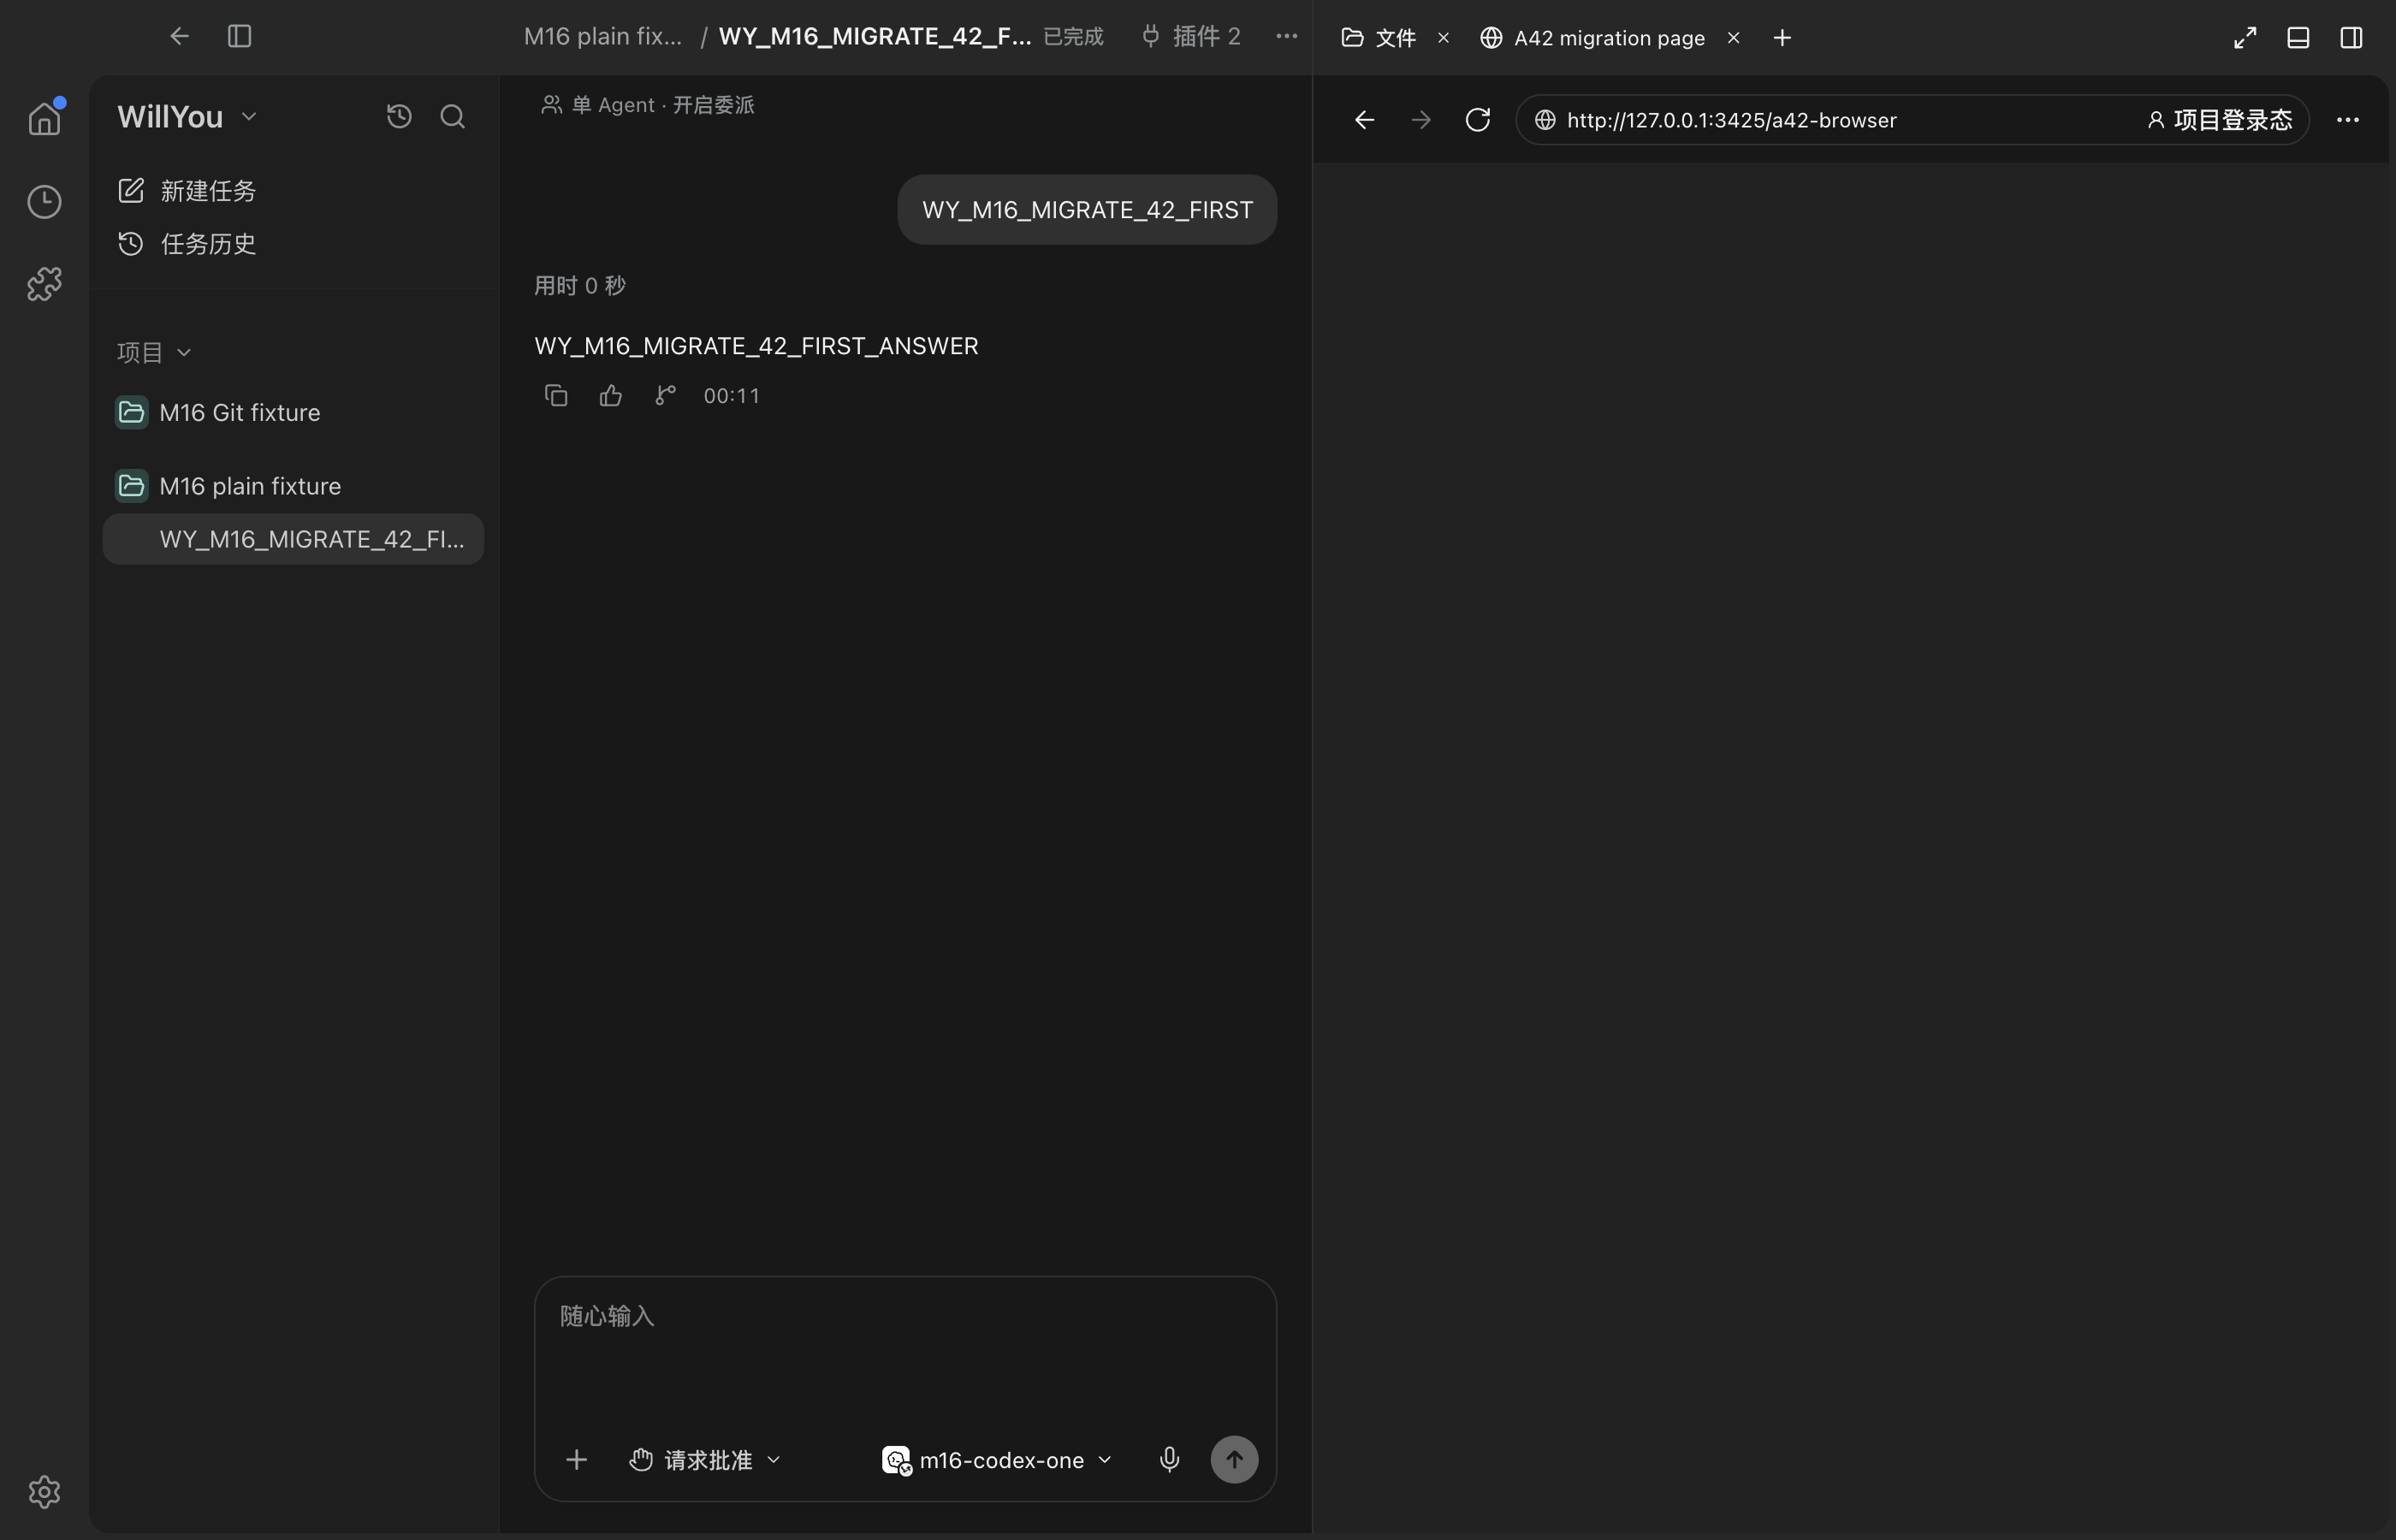 M16 plain fix... / WY_M16_MIGRATE_42_F... 已完成 插件 2
文件
A42 migration page
WillYou
新建任务
任务历史
项目
M16 Git fixture
M16 plain fixture
WY_M16_MIGRATE_42_FI...
单 Agent · 开启委派
WY_M16_MIGRATE_42_FIRST
用时 0 秒
WY_M16_MIGRATE_42_FIRST_ANSWER
00:11
随心输入
请求批准
m16-codex-one
http://127.0.0.1:3425/a42-browser
项目登录态